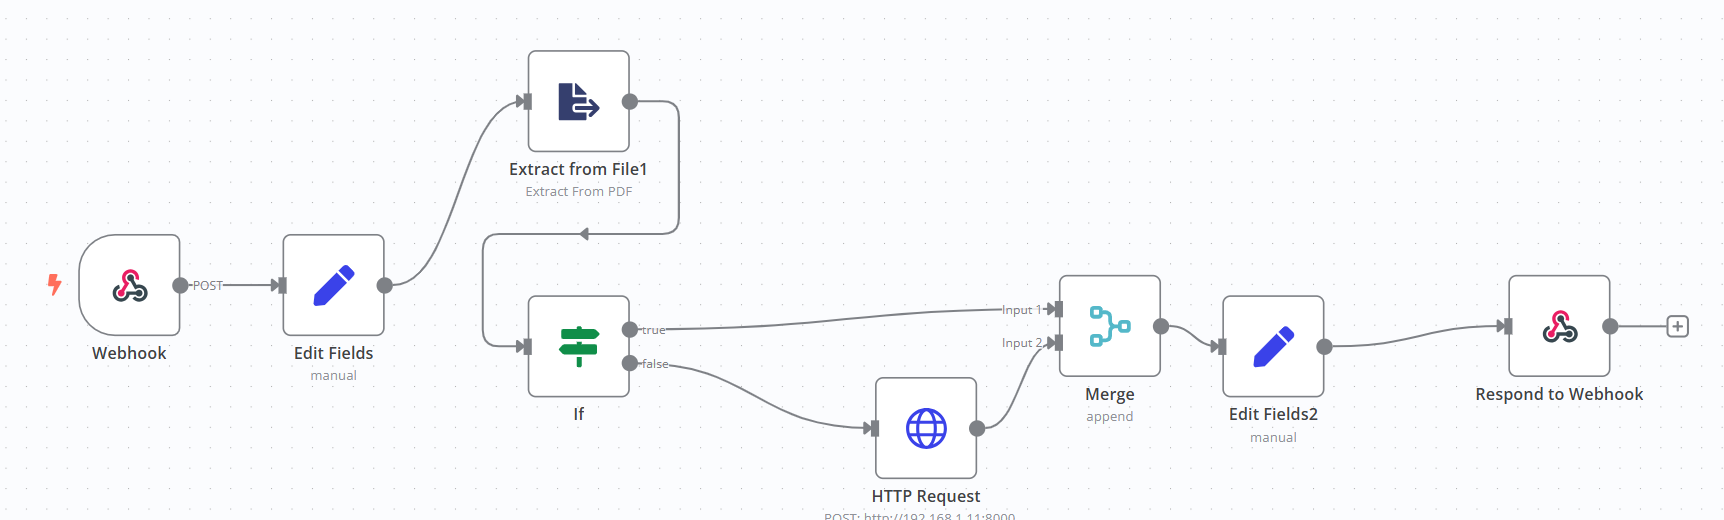 Extract from File1
Extract From PDF
POST
Webhook
Edit Fields
manual
true
false
If
Input 1
Input 2
Merge
append
Edit Fields2
manual
Respond to Webhook
HTTP Request
POST: http://192.168.1.11:8000